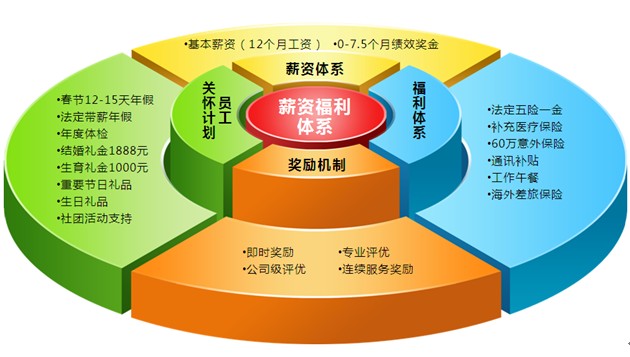 •基本薪资（12个月工资） •0-7.5个月绩效奖金
薪资体系
员工
关怀计划
薪资福利
体系
福利体系
奖励机制
•春节12-15天年假
•法定带薪年假
•年度体检
•结婚礼金1888元
•生育礼金1000元
•重要节日礼品
•生日礼品
•社团活动支持
•法定五险一金
•补充医疗保险
•60万意外保险
•通讯补贴
•工作午餐
•海外差旅保险
•即时奖励 •专业评优
•公司级评优 •连续服务奖励